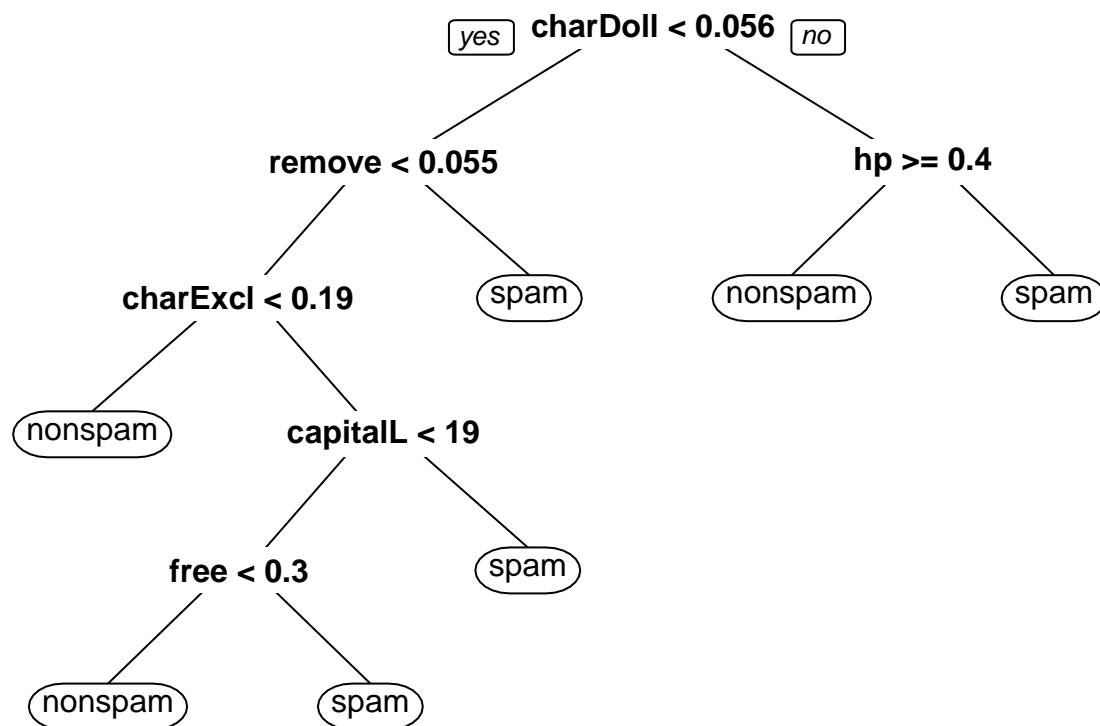 yes charDoll < 0.056 no
remove < 0.055 hp >= 0.4
charExcl < 0.19 spam nonspam spam
nonspam capitalL < 19
free < 0.3 spam
nonspam spam